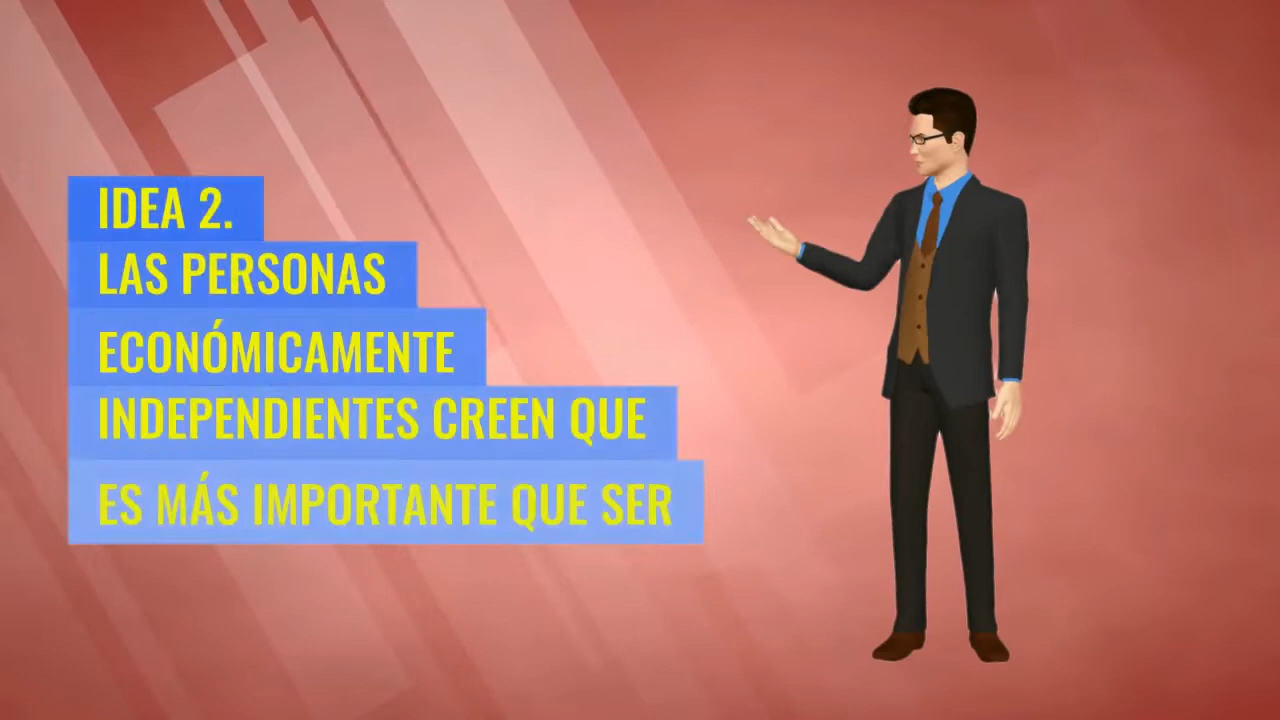 IDEA 2.
LAS PERSONAS
ECONÓMICAMENTE
INDEPENDIENTES CREEN QUE
ES MÁS IMPORTANTE QUE SER